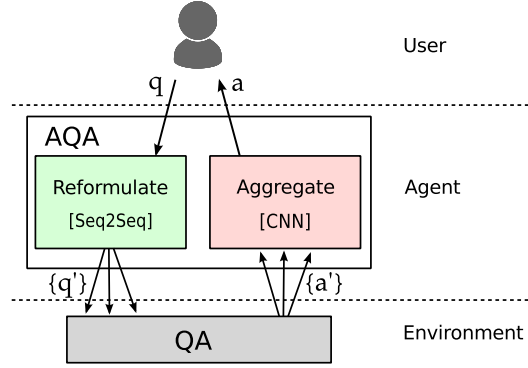 User
q
a
AQA
Reformulate
[Seq2Seq]
Aggregate
[CNN]
Agent
{q'}
{a'}
QA
Environment